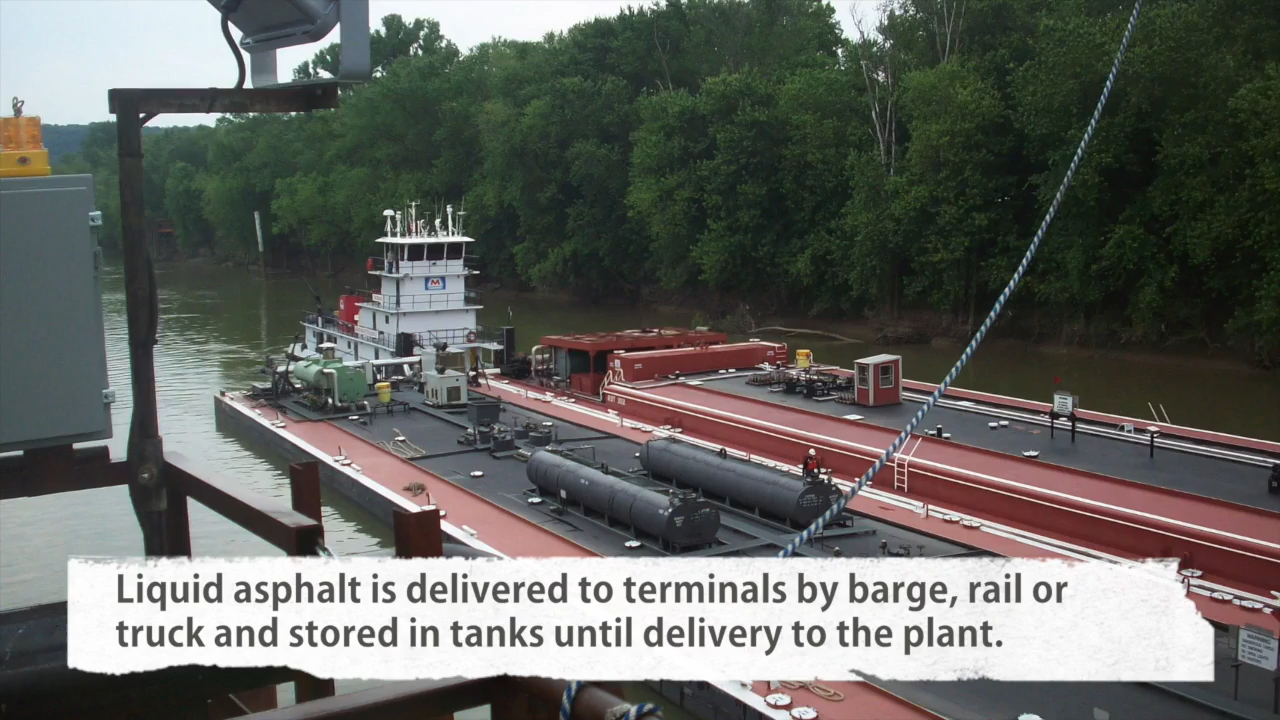 M
WARNING
Liquid asphalt is delivered to terminals by barge, rail or
truck and stored in tanks until delivery to the plant.